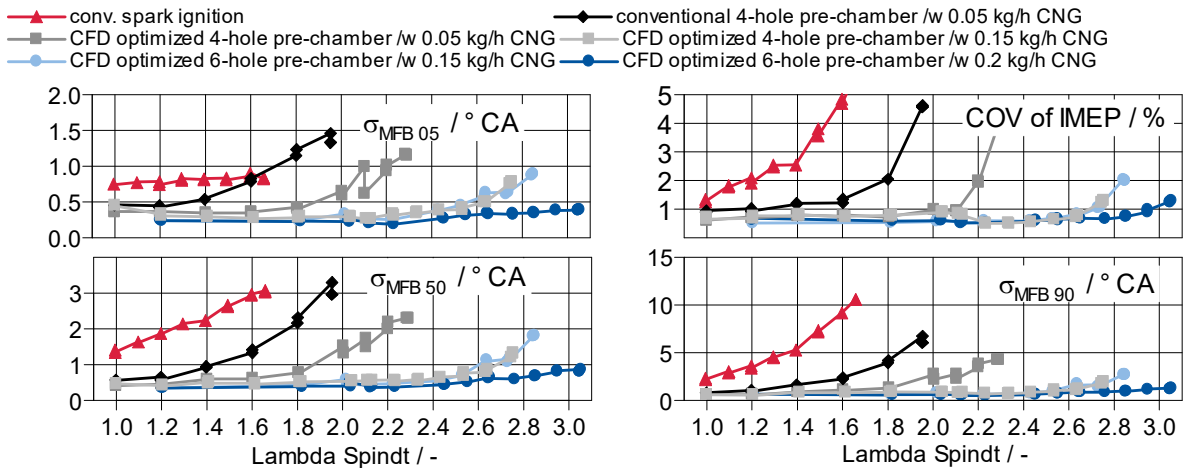 conv. spark ignition
conventional 4-hole pre-chamber /w 0.05 kg/h CNG
CFD optimized 4-hole pre-chamber /w 0.05 kg/h CNG
CFD optimized 4-hole pre-chamber /w 0.15 kg/h CNG
CFD optimized 6-hole pre-chamber /w 0.15 kg/h CNG
CFD optimized 6-hole pre-chamber /w 0.2 kg/h CNG
2.0
1.5
1.0
0.5
0.0
σMFB 05 / ° CA
5
4
3
2
1
0
COV of IMEP / %
3
2
1
0
σMFB 50 / ° CA
15
10
5
0
σMFB 90 / ° CA
1.0 1.2 1.4 1.6 1.8 2.0 2.2 2.4 2.6 2.8 3.0
Lambda Spindt / -
1.0 1.2 1.4 1.6 1.8 2.0 2.2 2.4 2.6 2.8 3.0
Lambda Spindt / -